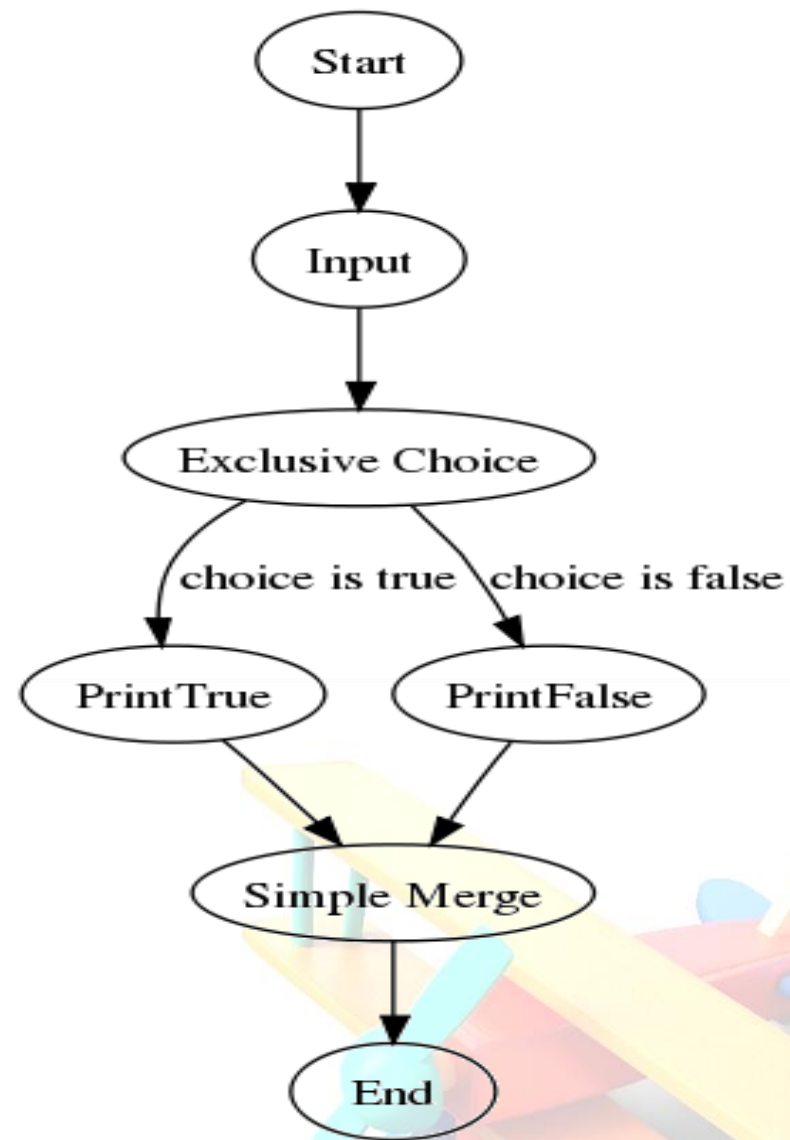 Start
Input
Exclusive Choice
choice is true
choice is false
PrintTrue
PrintFalse
Simple Merge
End